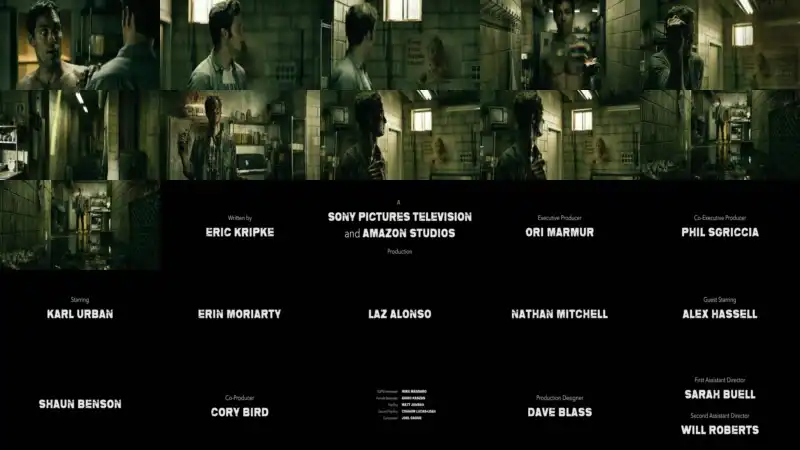 Written by
ERIC KRIPKE
A
SONY PICTURES TELEVISION
and AMAZON STUDIOS
Production
Executive Producer
ORI MARMUR
Co-Executive Producer
PHIL SGRICCIA
Starring
KARL URBAN
ERIN MORIARTY
LAZ ALONSO
NATHAN MITCHELL
Guest Starring
ALEX HASSELL
SHAUN BENSON
Co-Producer
CORY BIRD
Production Designer
DAVE BLASS
First Assistant Director
SARAH BUELL
Second Assistant Director
WILL ROBERTS